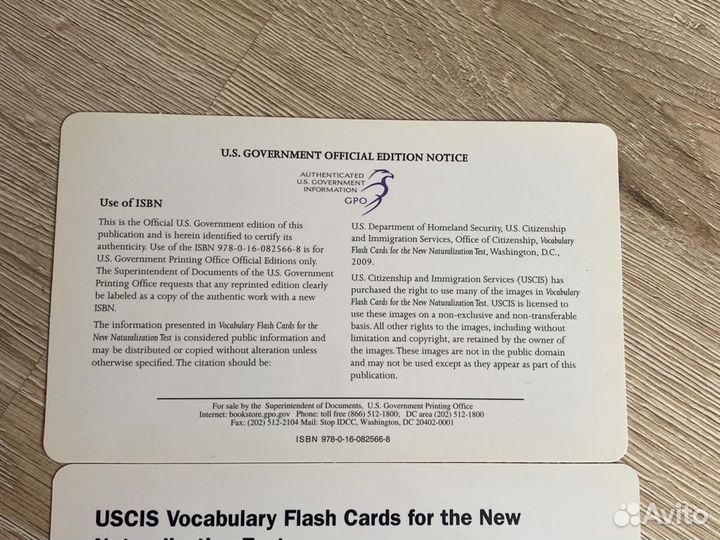 U.S. GOVERNMENT OFFICIAL EDITION NOTICE
AUTHENTICATED
U.S. GOVERNMENT
INFORMATION
GPO
Use of ISBN
This is the Official U.S. Government edition of this
publication and is herein identified to certify its
authenticity. Use of the ISBN 978-0-16-082566-8 is for
U.S. Government Printing Office Official Editions only.
The Superintendent of Documents of the U.S. Government
Printing Office requests that any reprinted edition clearly
be labeled as a copy of the authentic work with a new
ISBN.
The information presented in Vocabulary Flash Cards for the
New Naturalization Test is considered public information and
may be distributed or copied without alteration unless
otherwise specified. The citation should be:
U.S. Department of Homeland Security, U.S. Citizenship
and Immigration Services, Office of Citizenship, Vocabulary
Flash Cards for the New Naturalization Test, Washington, D.C.,
2009.
U.S. Citizenship and Immigration Services (USCIS) has
purchased the right to use many of the images in Vocabulary
Flash Cards for the New Naturalization Test. USCIS is licensed to
use these images on a non-exclusive and non-transferable
basis. All other rights to the images, including without
limitation and copyright, are retained by the owner of
the images. These images are not in the public domain
and may not be used except as they appear as part of this
publication.
For sale by the Superintendent of Documents, U.S. Government Printing Office
Internet: bookstore.gpo.gov Phone: toll free (866) 512-1800; DC area (202) 512-1800
Fax: (202) 512-2104 Mail: Stop IDCC, Washington, DC 20402-0001
ISBN 978-0-16-082566-8
USCIS Vocabulary Flash Cards for the New
Naturalization Test
Avito